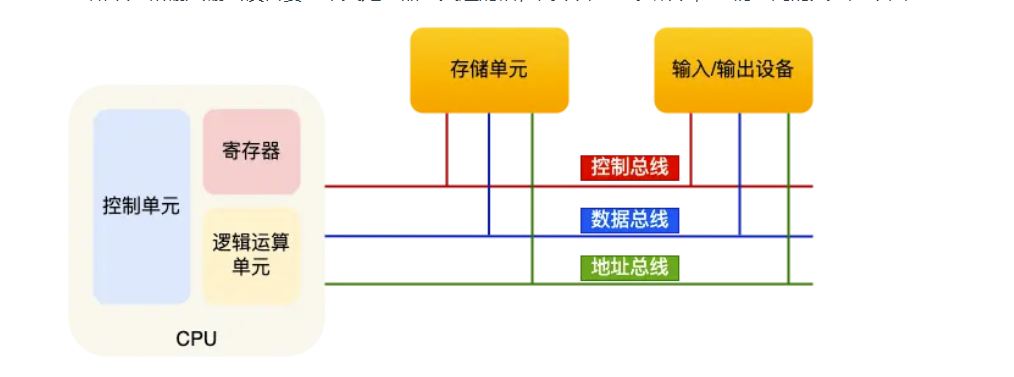 存储单元
输入/输出设备
控制单元
寄存器
逻辑运算
单元
CPU
控制总线
数据总线
地址总线